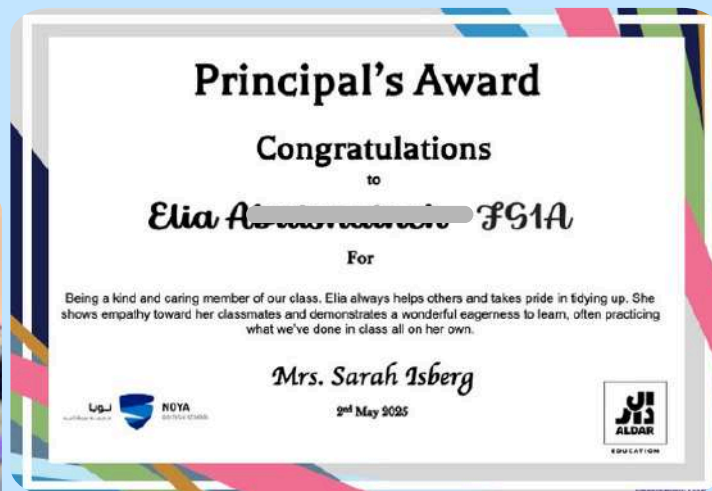 Principal's Award
Congratulations
to
Elia FS1A
For
Being a kind and caring member of our class. Elia always helps others and takes pride in tidying up. She
shows empathy toward her classmates and demonstrates a wonderful eagerness to learn, often practicing
what we've done in class all on her own.
Mrs. Sarah Isberg
2nd May 2025
نويا
NOYA
الدار
ALDAR
EDUCATION